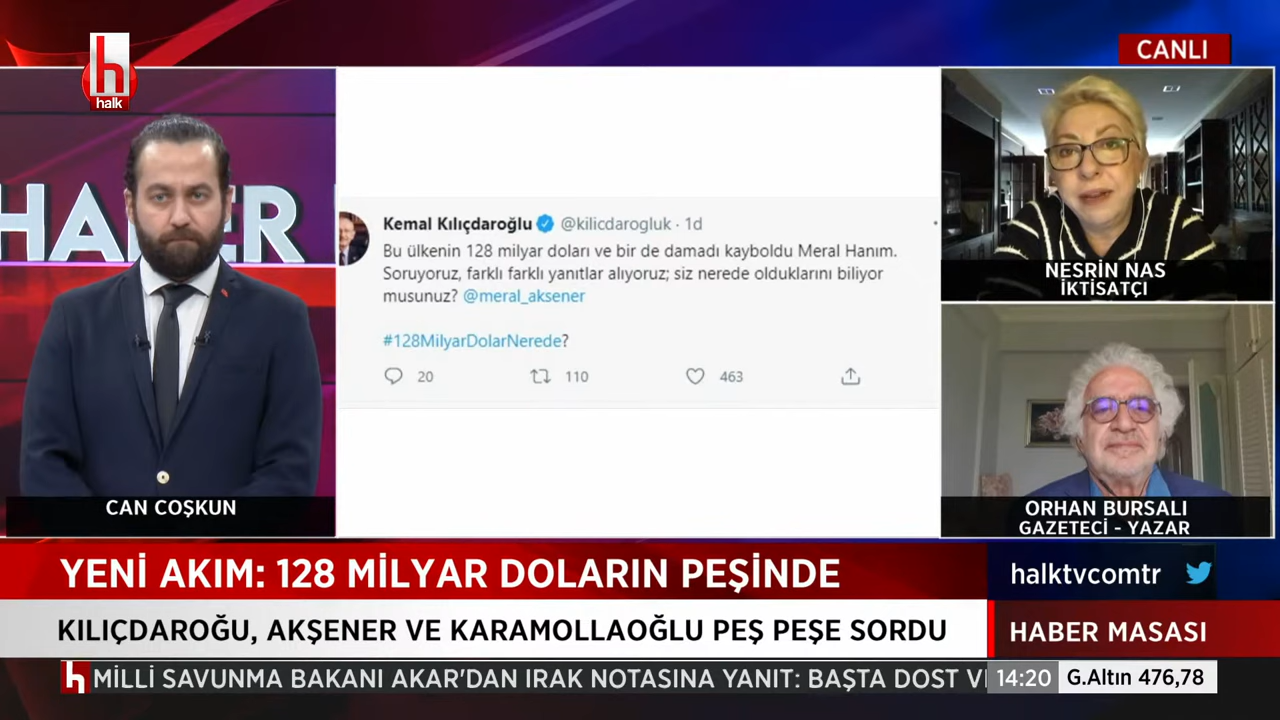 CANLI
h
halk
HABER
Kemal Kılıçdaroğlu @kilicdarogluk · 1d
Bu ülkenin 128 milyar doları ve bir de damadı kayboldu Meral Hanım.
Soruyoruz, farklı farklı yanıtlar alıyoruz; siz nerede olduklarını biliyor
musunuz? @meral_aksener
#128MilyarDolarNerede?
20 110 463
NESRİN NAS
İKTİSATÇI
CAN COŞKUN
ORHAN BURSALI
GAZETECİ - YAZAR
YENİ AKIM: 128 MİLYAR DOLARIN PEŞİNDE
halktvcomtr
KILIÇDAROĞU, AKŞENER VE KARAMOLLAOĞLU PEŞ PEŞE SORDU
HABER MASASI
h MİLLİ SAVUNMA BAKANI AKAR'DAN IRAK NOTASINA YANIT: BAŞTA DOST VE 14:20 G.Altın 476,78